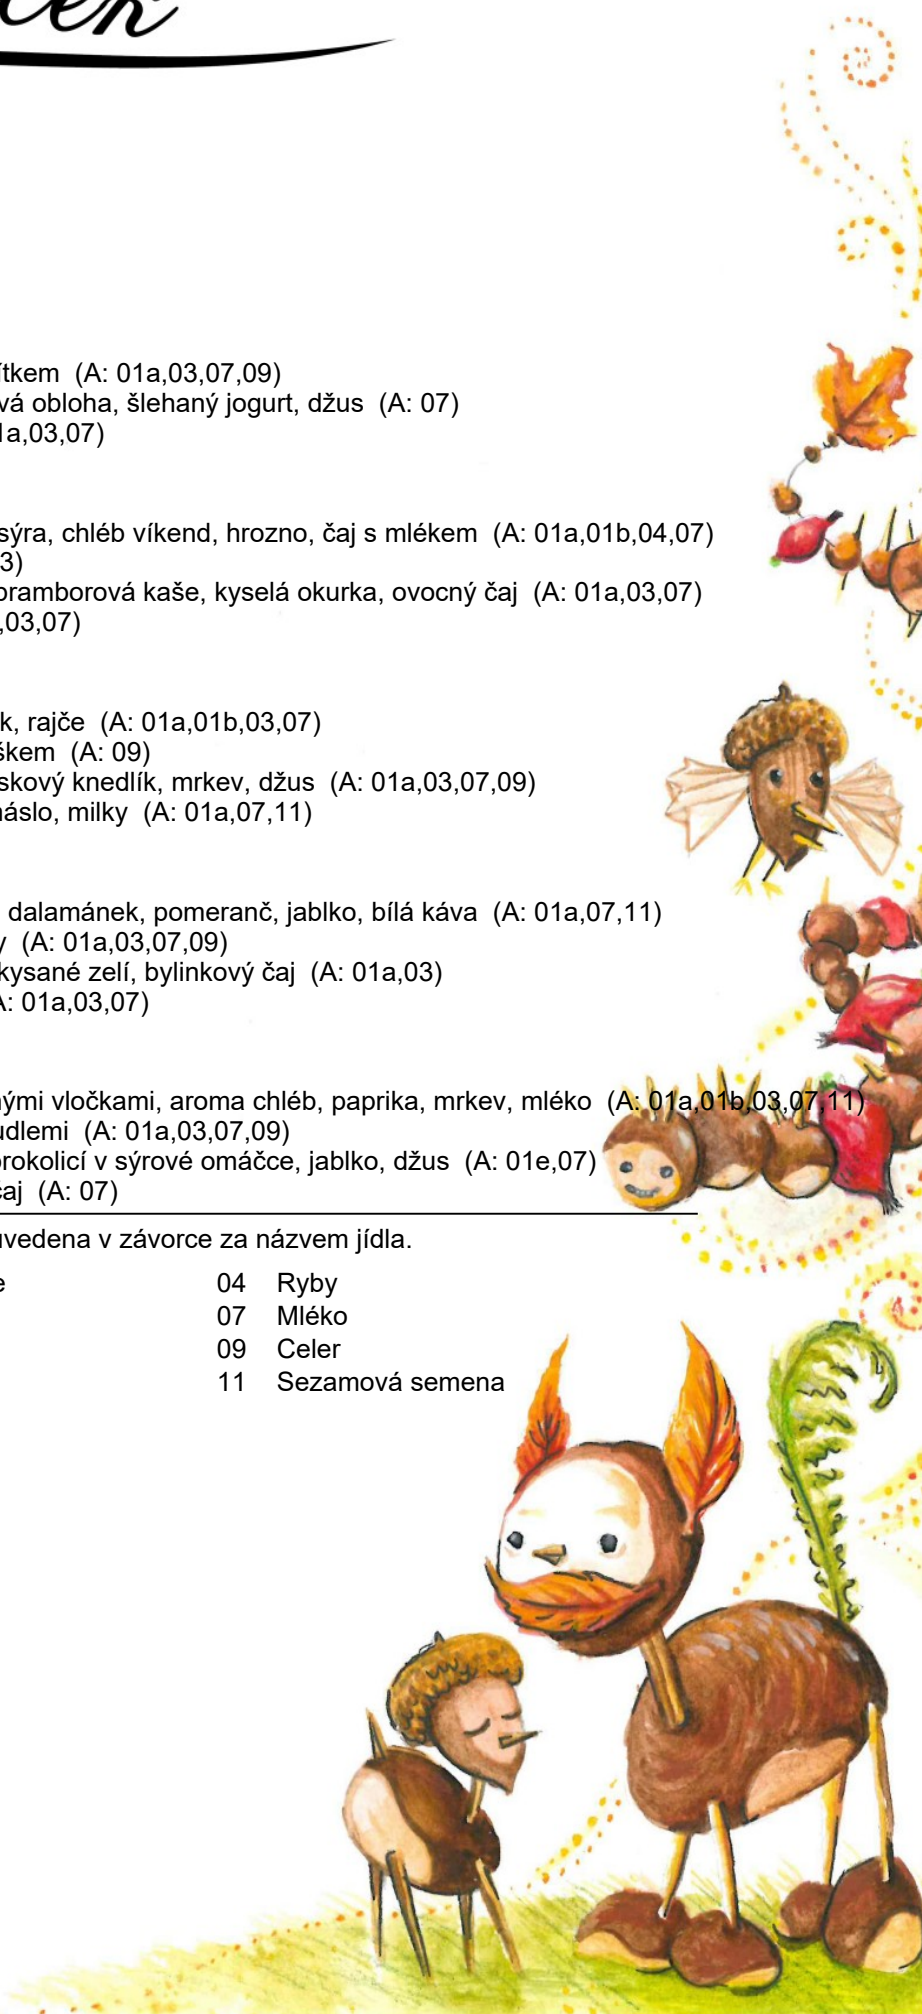 ítkem (A: 01a,03,07,09)
vá obloha, šlehaný jogurt, džus (A: 07)
1a,03,07)
sýra, chléb víkend, hrozno, čaj s mlékem (A: 01a,01b,04,07)
3)
bramborová kaše, kyselá okurka, ovocný čaj (A: 01a,03,07)
,03,07)
k, rajče (A: 01a,01b,03,07)
škem (A: 09)
skový knedlík, mrkev, džus (A: 01a,03,07,09)
máslo, milky (A: 01a,07,11)
dalamánek, pomeranč, jablko, bílá káva (A: 01a,07,11)
y (A: 01a,03,07,09)
kysané zelí, bylinkový čaj (A: 01a,03)
A: 01a,03,07)
nými vločkami, aroma chléb, paprika, mrkev, mléko (A: 01a,01b,03,07,11)
udlemi (A: 01a,03,07,09)
brokolicí v sýrové omáčce, jablko, džus (A: 01e,07)
čaj (A: 07)
uvedena v závorce za názvem jídla.
e 04 Ryby
07 Mléko
09 Celer
11 Sezamová semena